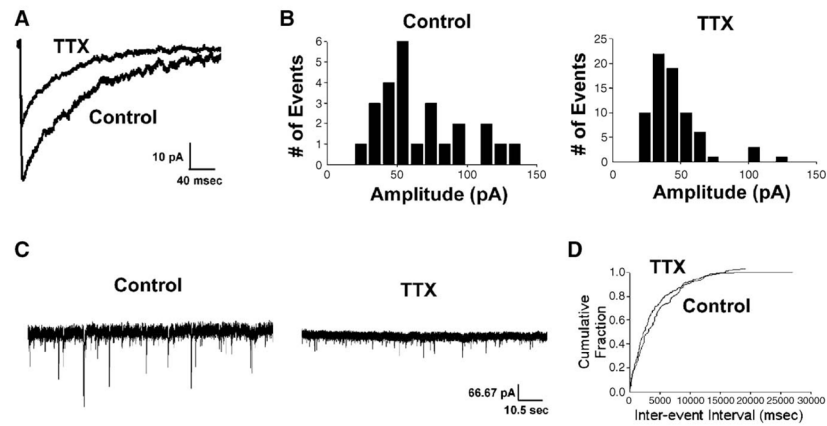 A
TTX
Control
10 pA
40 msec
B
Control
# of Events
6
5
4
3
2
1
0
0
50
100
150
Amplitude (pA)
TTX
# of Events
25
20
15
10
5
0
0
50
100
150
Amplitude (pA)
C
Control
TTX
66.67 pA
10.5 sec
D
TTX
Control
Cumulative
Fraction
1.0
0.8
0.6
0.4
0.2
0.0
0 5000 10000 15000 20000 25000 30000
Inter-event Interval (msec)